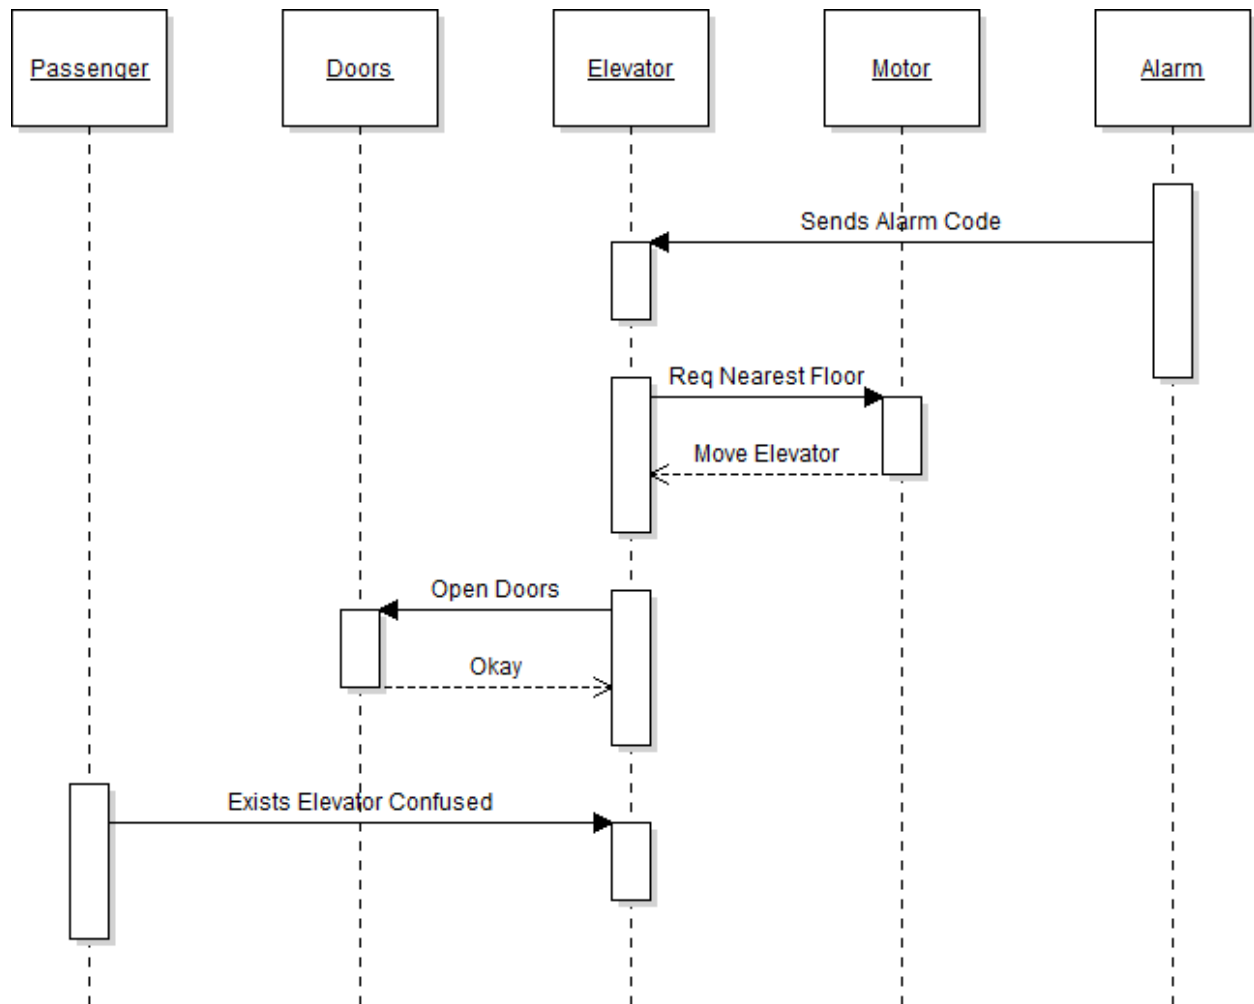 Passenger
Doors
Elevator
Motor
Alarm
Sends Alarm Code
Req Nearest Floor
Move Elevator
Open Doors
Okay
Exists Elevator Confused